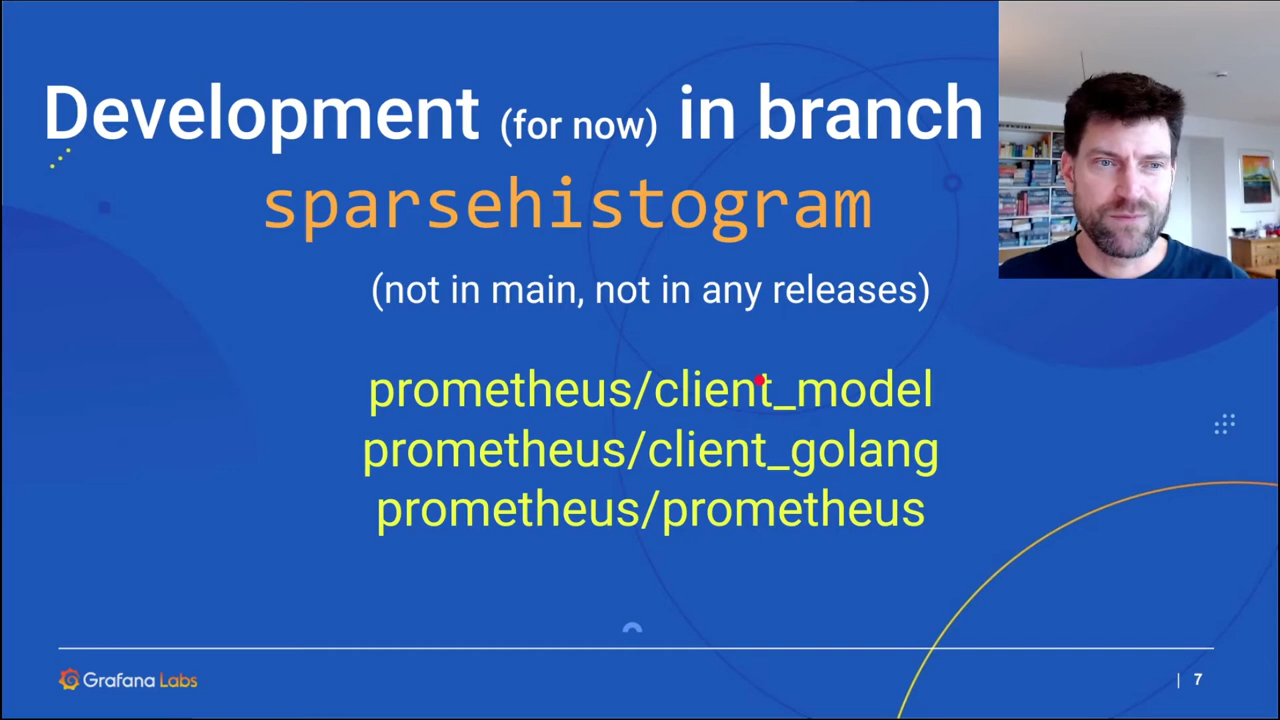 Development (for now) in branch
sparsehistogram
(not in main, not in any releases)
prometheus/client_model
prometheus/client_golang
prometheus/prometheus
Grafana Labs
| 7